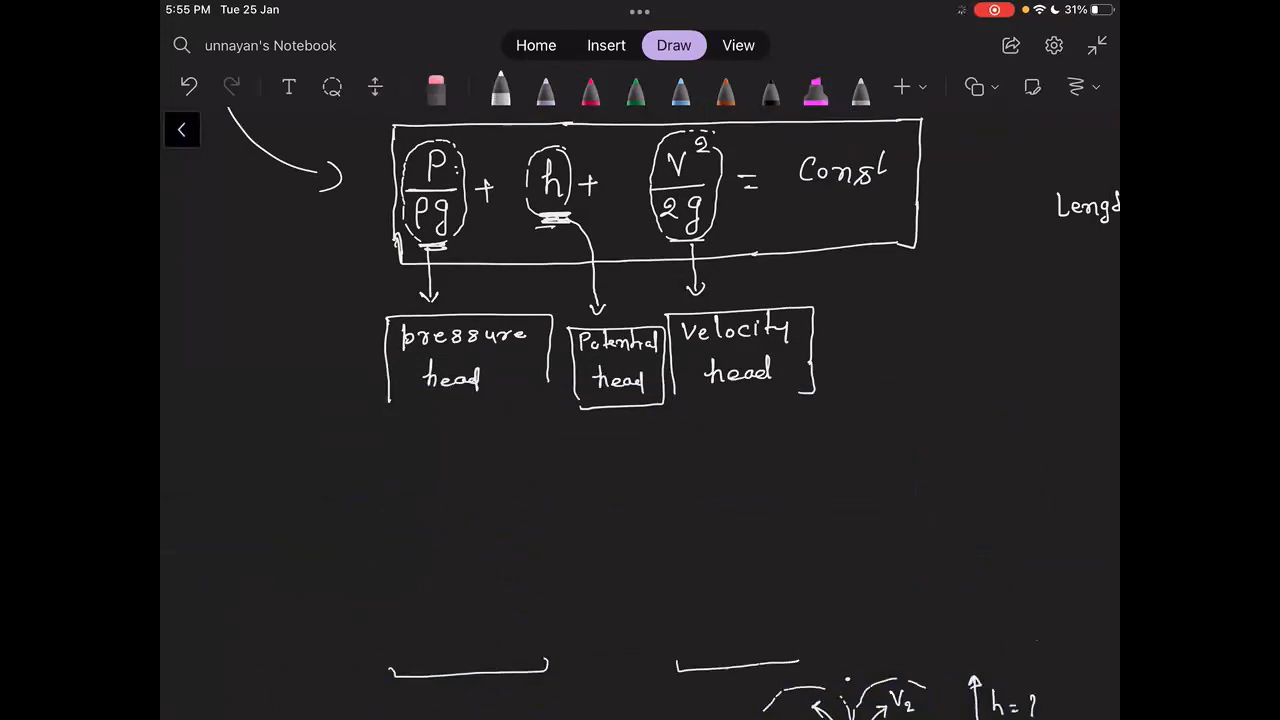 5:55 PM Tue 25 Jan
31%
unnayan's Notebook
Home Insert Draw View
T
P/ρg + h + V²/2g = Const
Pressure head
Potential head
Velocity head
V₂
h = ?